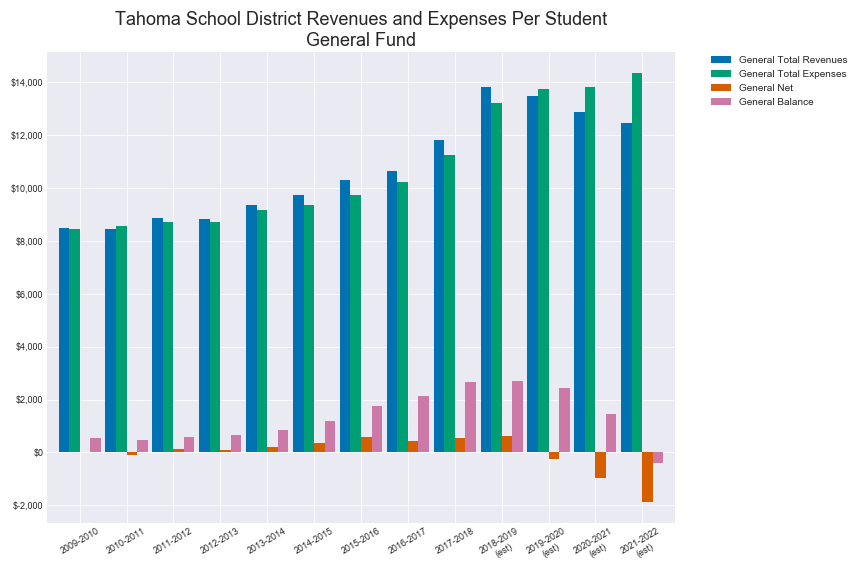 Tahoma School District Revenues and Expenses Per Student
General Fund
General Total Revenues
General Total Expenses
General Net
General Balance
$14,000
$12,000
$10,000
$8,000
$6,000
$4,000
$2,000
$0
$-2,000
2009-2010
2010-2011
2011-2012
2012-2013
2013-2014
2014-2015
2015-2016
2016-2017
2017-2018
2018-2019
(est)
2019-2020
(est)
2020-2021
(est)
2021-2022
(est)